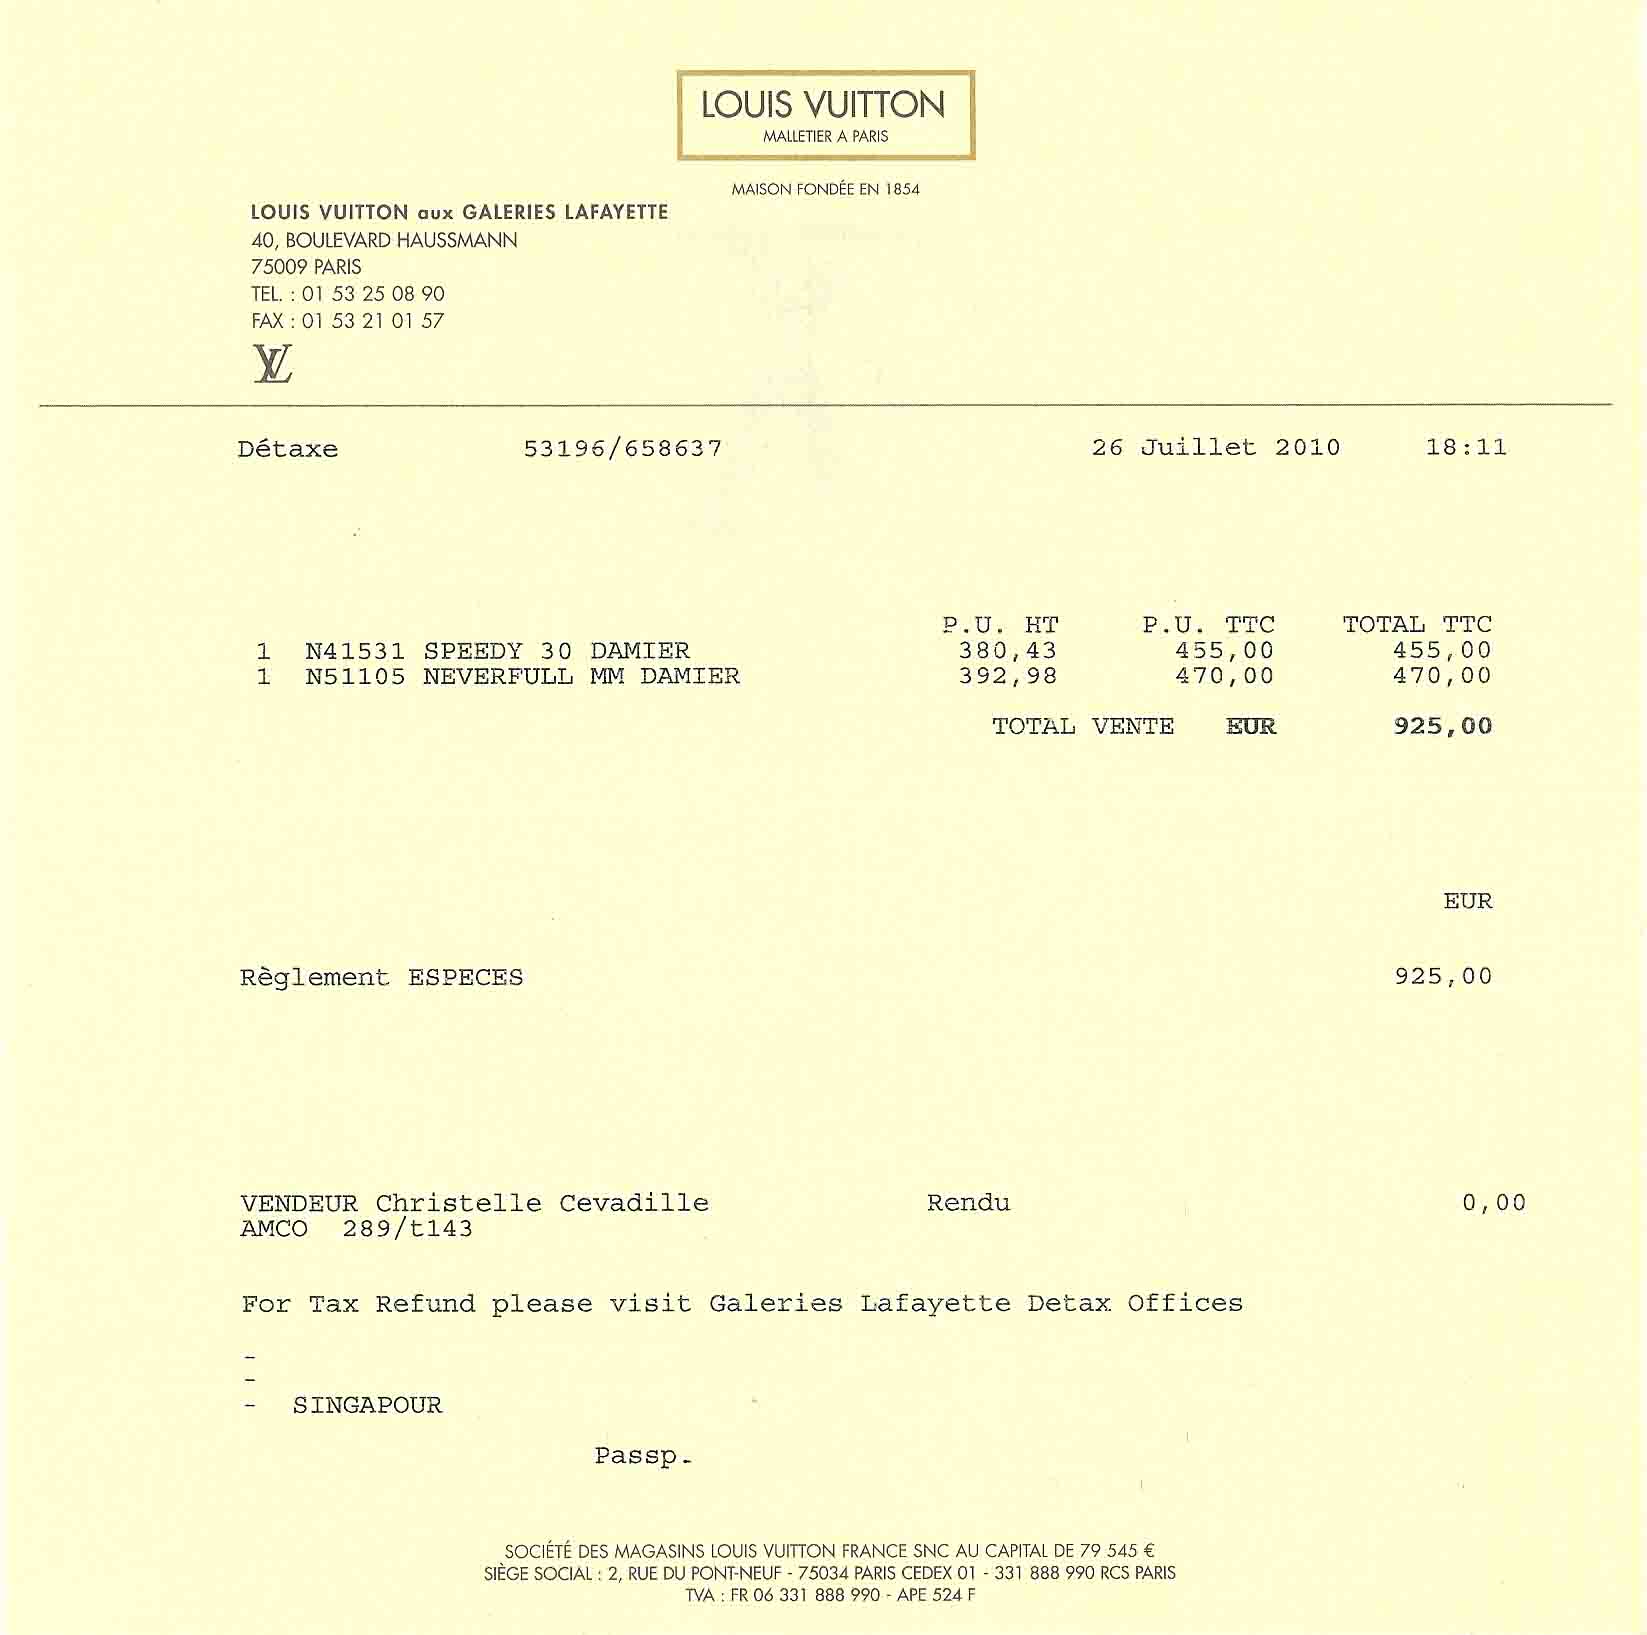 LOUIS VUITTON
MALLETIER A PARIS
MAISON FONDÉE EN 1854
LOUIS VUITTON aux GALERIES LAFAYETTE
40, BOULEVARD HAUSSMANN
75009 PARIS
TEL. : 01 53 25 08 90
FAX : 01 53 21 01 57
LV
Détaxe 53196/658637 26 Juillet 2010 18:11
P.U. HT P.U. TTC TOTAL TTC
1 N41531 SPEEDY 30 DAMIER 380,43 455,00 455,00
1 N51105 NEVERFULL MM DAMIER 392,98 470,00 470,00
TOTAL VENTE EUR 925,00
EUR
Règlement ESPECES 925,00
VENDEUR Christelle Cevadille Rendu 0,00
AMCO 289/t143
For Tax Refund please visit Galeries Lafayette Detax Offices
-
-
- SINGAPOUR
Passp.
SOCIÉTÉ DES MAGASINS LOUIS VUITTON FRANCE SNC AU CAPITAL DE 79 545 €
SIÈGE SOCIAL : 2, RUE DU PONT-NEUF - 75034 PARIS CEDEX 01 - 331 888 990 RCS PARIS
TVA : FR 06 331 888 990 - APE 524 F